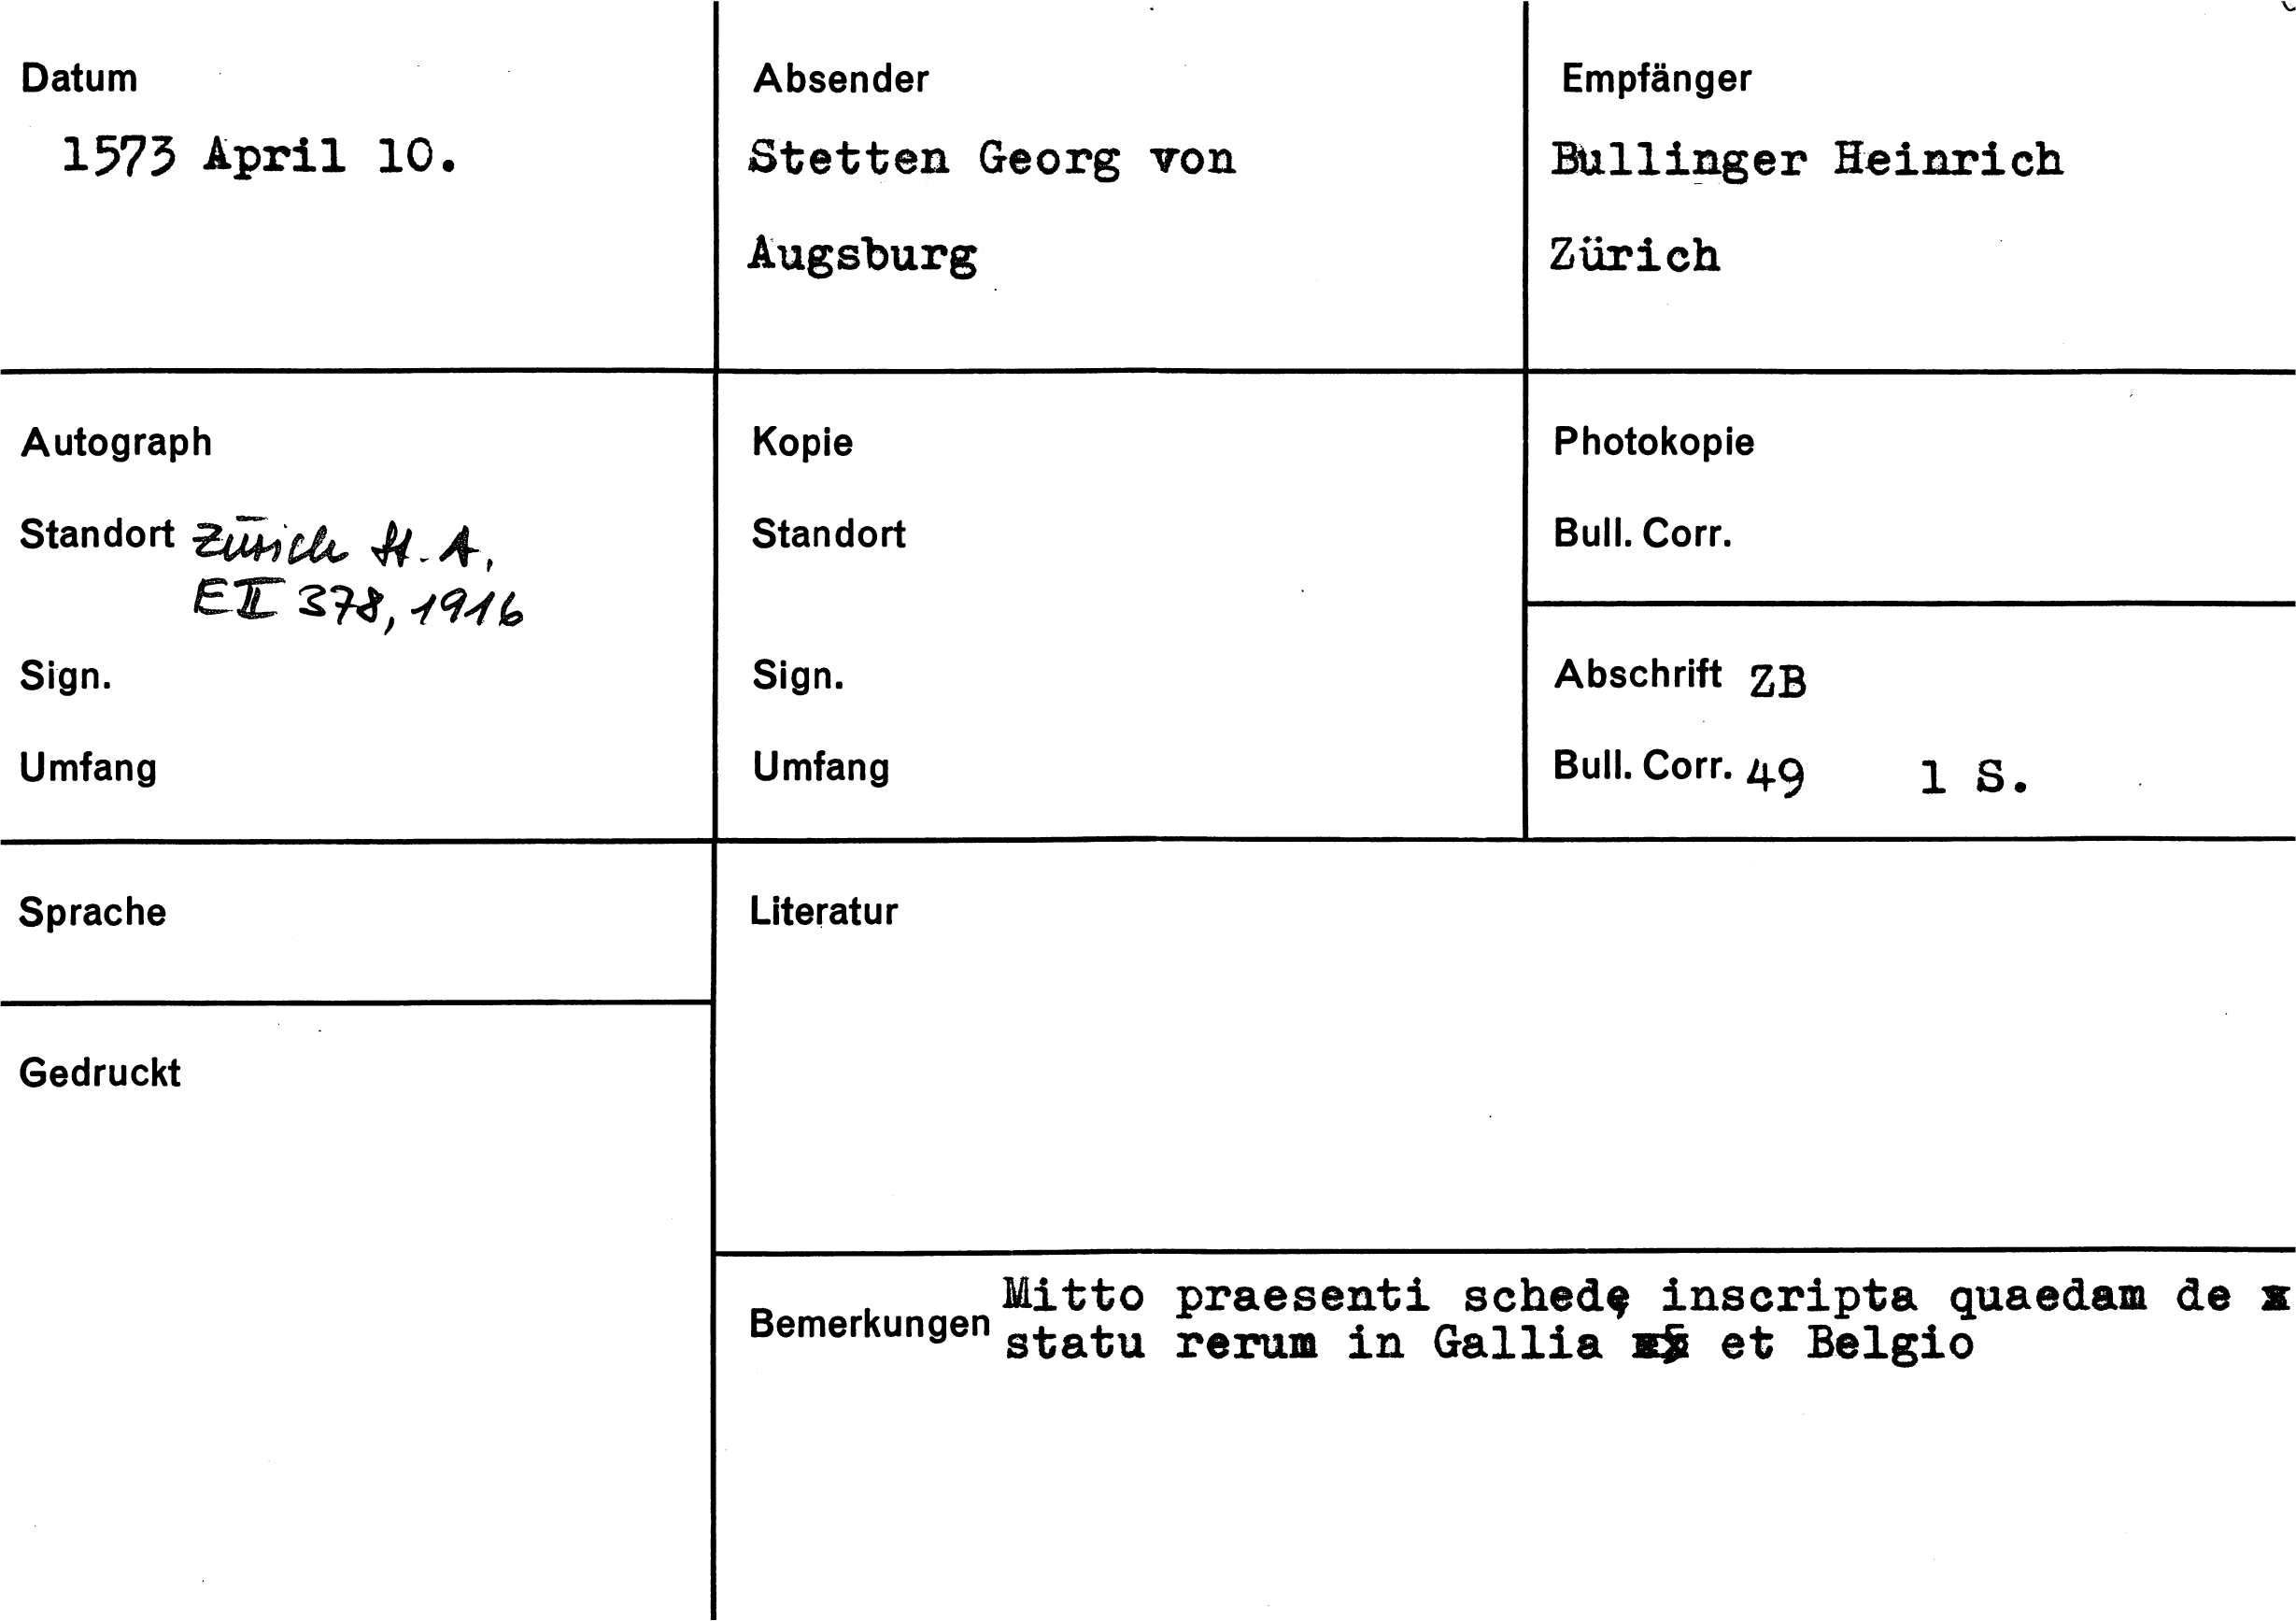 Datum
1573 April 10.
Absender
Stetten Georg von
Augsburg
Empfänger
Bullinger Heinrich
Zürich
Autograph
Standort Zürich St. A.
E II 378, 1916
Sign.
Umfang
Kopie
Standort
Sign.
Umfang
Photokopie
Bull. Corr.
Abschrift ZB
Bull. Corr. 49 1 S.
Sprache
Gedruckt
Literatur
Bemerkungen
Mitto praesenti schedę inscripta quaedam de
statu rerum in Gallia et Belgio